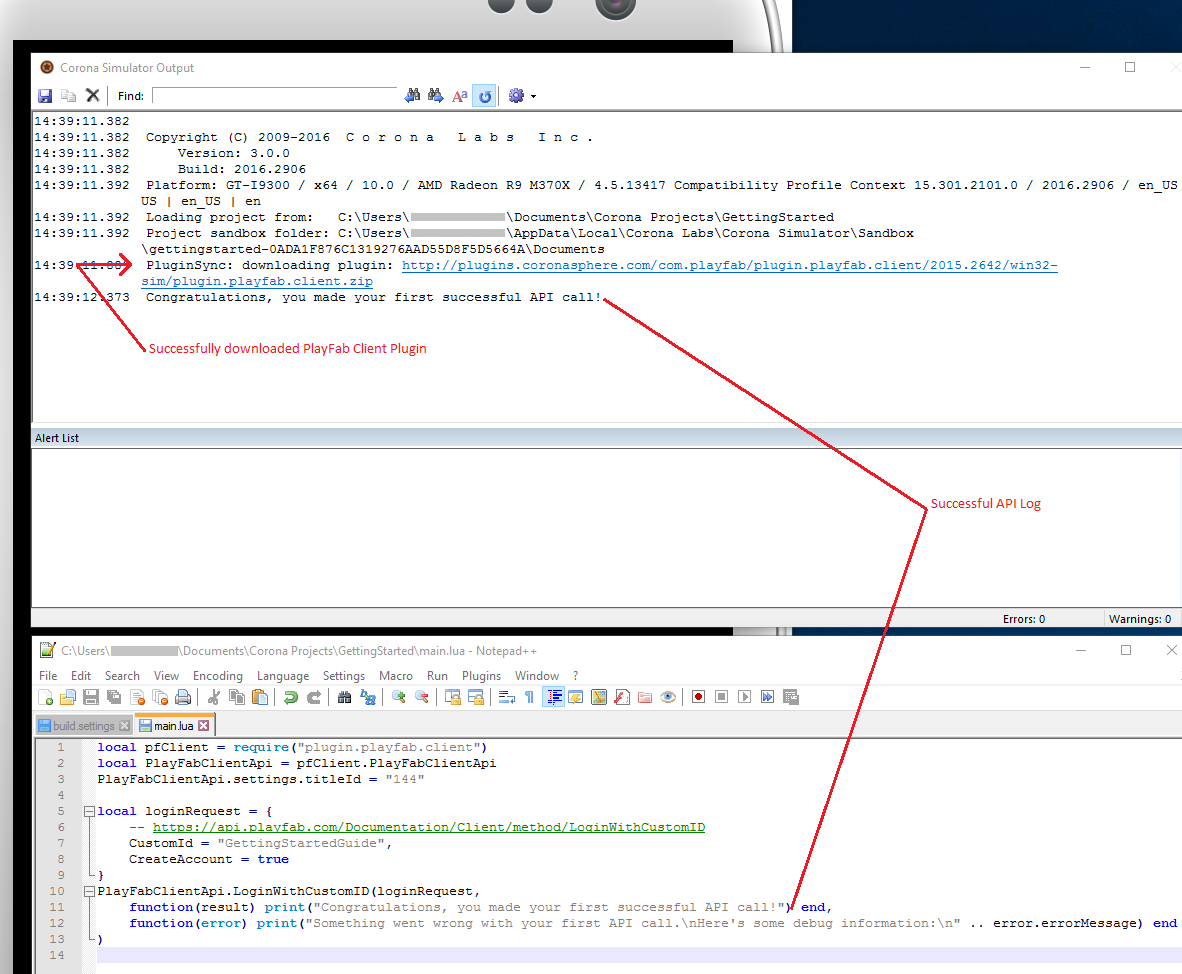 Corona Simulator Output
Find:
14:39:11.382
14:39:11.382 Copyright (C) 2009-2016 C o r o n a L a b s I n c .
14:39:11.382 Version: 3.0.0
14:39:11.382 Build: 2016.2906
14:39:11.392 Platform: GT-I9300 / x64 / 10.0 / AMD Radeon R9 M370X / 4.5.13417 Compatibility Profile Context 15.301.2101.0 / 2016.2906 / en_US
US | en_US | en
14:39:11.392 Loading project from: C:\Users\ \Documents\Corona Projects\GettingStarted
14:39:11.392 Project sandbox folder: C:\Users\ \AppData\Local\Corona Labs\Corona Simulator\Sandbox
\gettingstarted-0ADA1F876C1319276AAD55D8F5D5664A\Documents
PluginSync: downloading plugin: http://plugins.coronasphere.com/com.playfab/plugin.playfab.client/2015.2642/win32-
sim/plugin.playfab.client.zip
14:39:12.373 Congratulations, you made your first successful API call!
Successfully downloaded PlayFab Client Plugin
Alert List
Successful API Log
Errors: 0 Warnings: 0
C:\Users\ \Documents\Corona Projects\GettingStarted\main.lua - Notepad++
File Edit Search View Encoding Language Settings Macro Run Plugins Window ?
build.settings main.lua
1 local pfClient = require("plugin.playfab.client")
2 local PlayFabClientApi = pfClient.PlayFabClientApi
3 PlayFabClientApi.settings.titleId = "144"
4
5 local loginRequest = {
6 -- https://api.playfab.com/Documentation/Client/method/LoginWithCustomID
7 CustomId = "GettingStartedGuide",
8 CreateAccount = true
9 }
10 PlayFabClientApi.LoginWithCustomID(loginRequest,
11 function(result) print("Congratulations, you made your first successful API call!") end,
12 function(error) print("Something went wrong with your first API call.\nHere's some debug information:\n" .. error.errorMessage) end
13 )
14